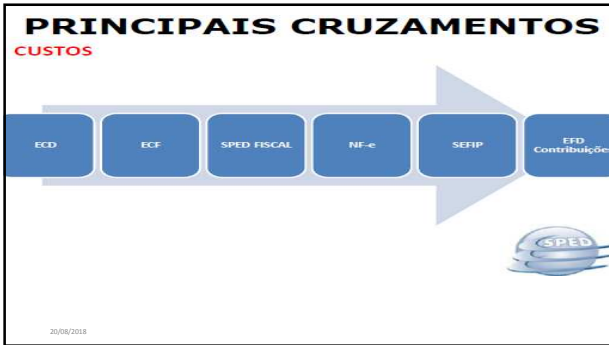 PRINCIPAIS CRUZAMENTOS
CUSTOS
ECD
ECF
SPED FISCAL
NF-e
SEFIP
EFD
Contribuiçõe
SPED
20/08/2018